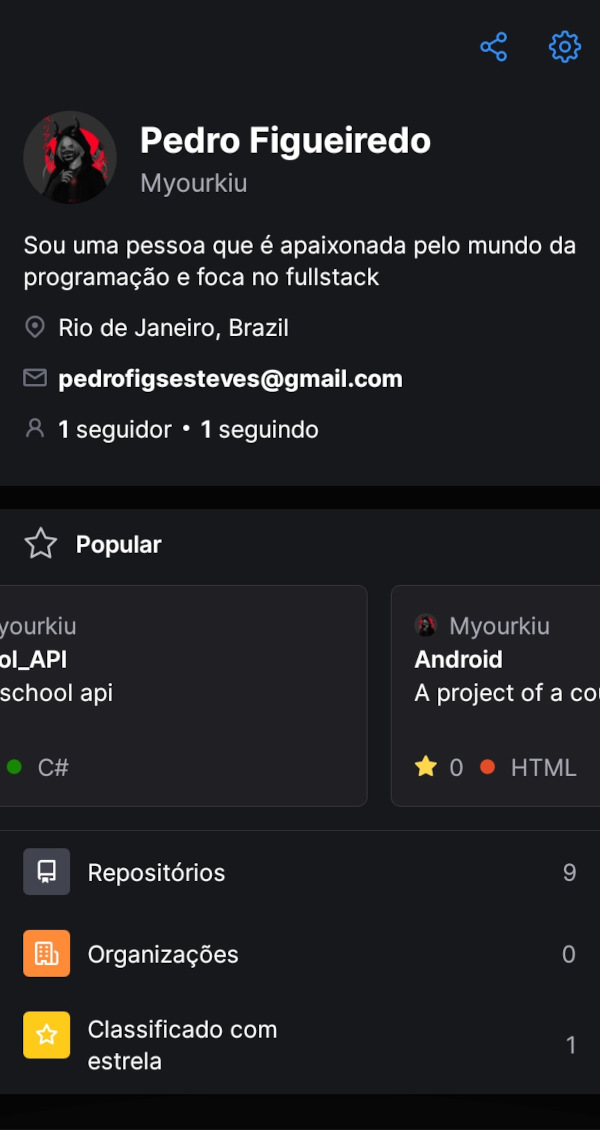 Pedro Figueiredo
Myourkiu
Sou uma pessoa que é apaixonada pelo mundo da
programação e foca no fullstack
Rio de Janeiro, Brazil
pedrofigsesteves@gmail.com
1 seguidor • 1 seguindo
Popular
yourkiu
ol_API
school api
C#
Myourkiu
Android
A project of a
0 HTML
Repositórios 9
Organizações 0
Classificado com
estrela
1